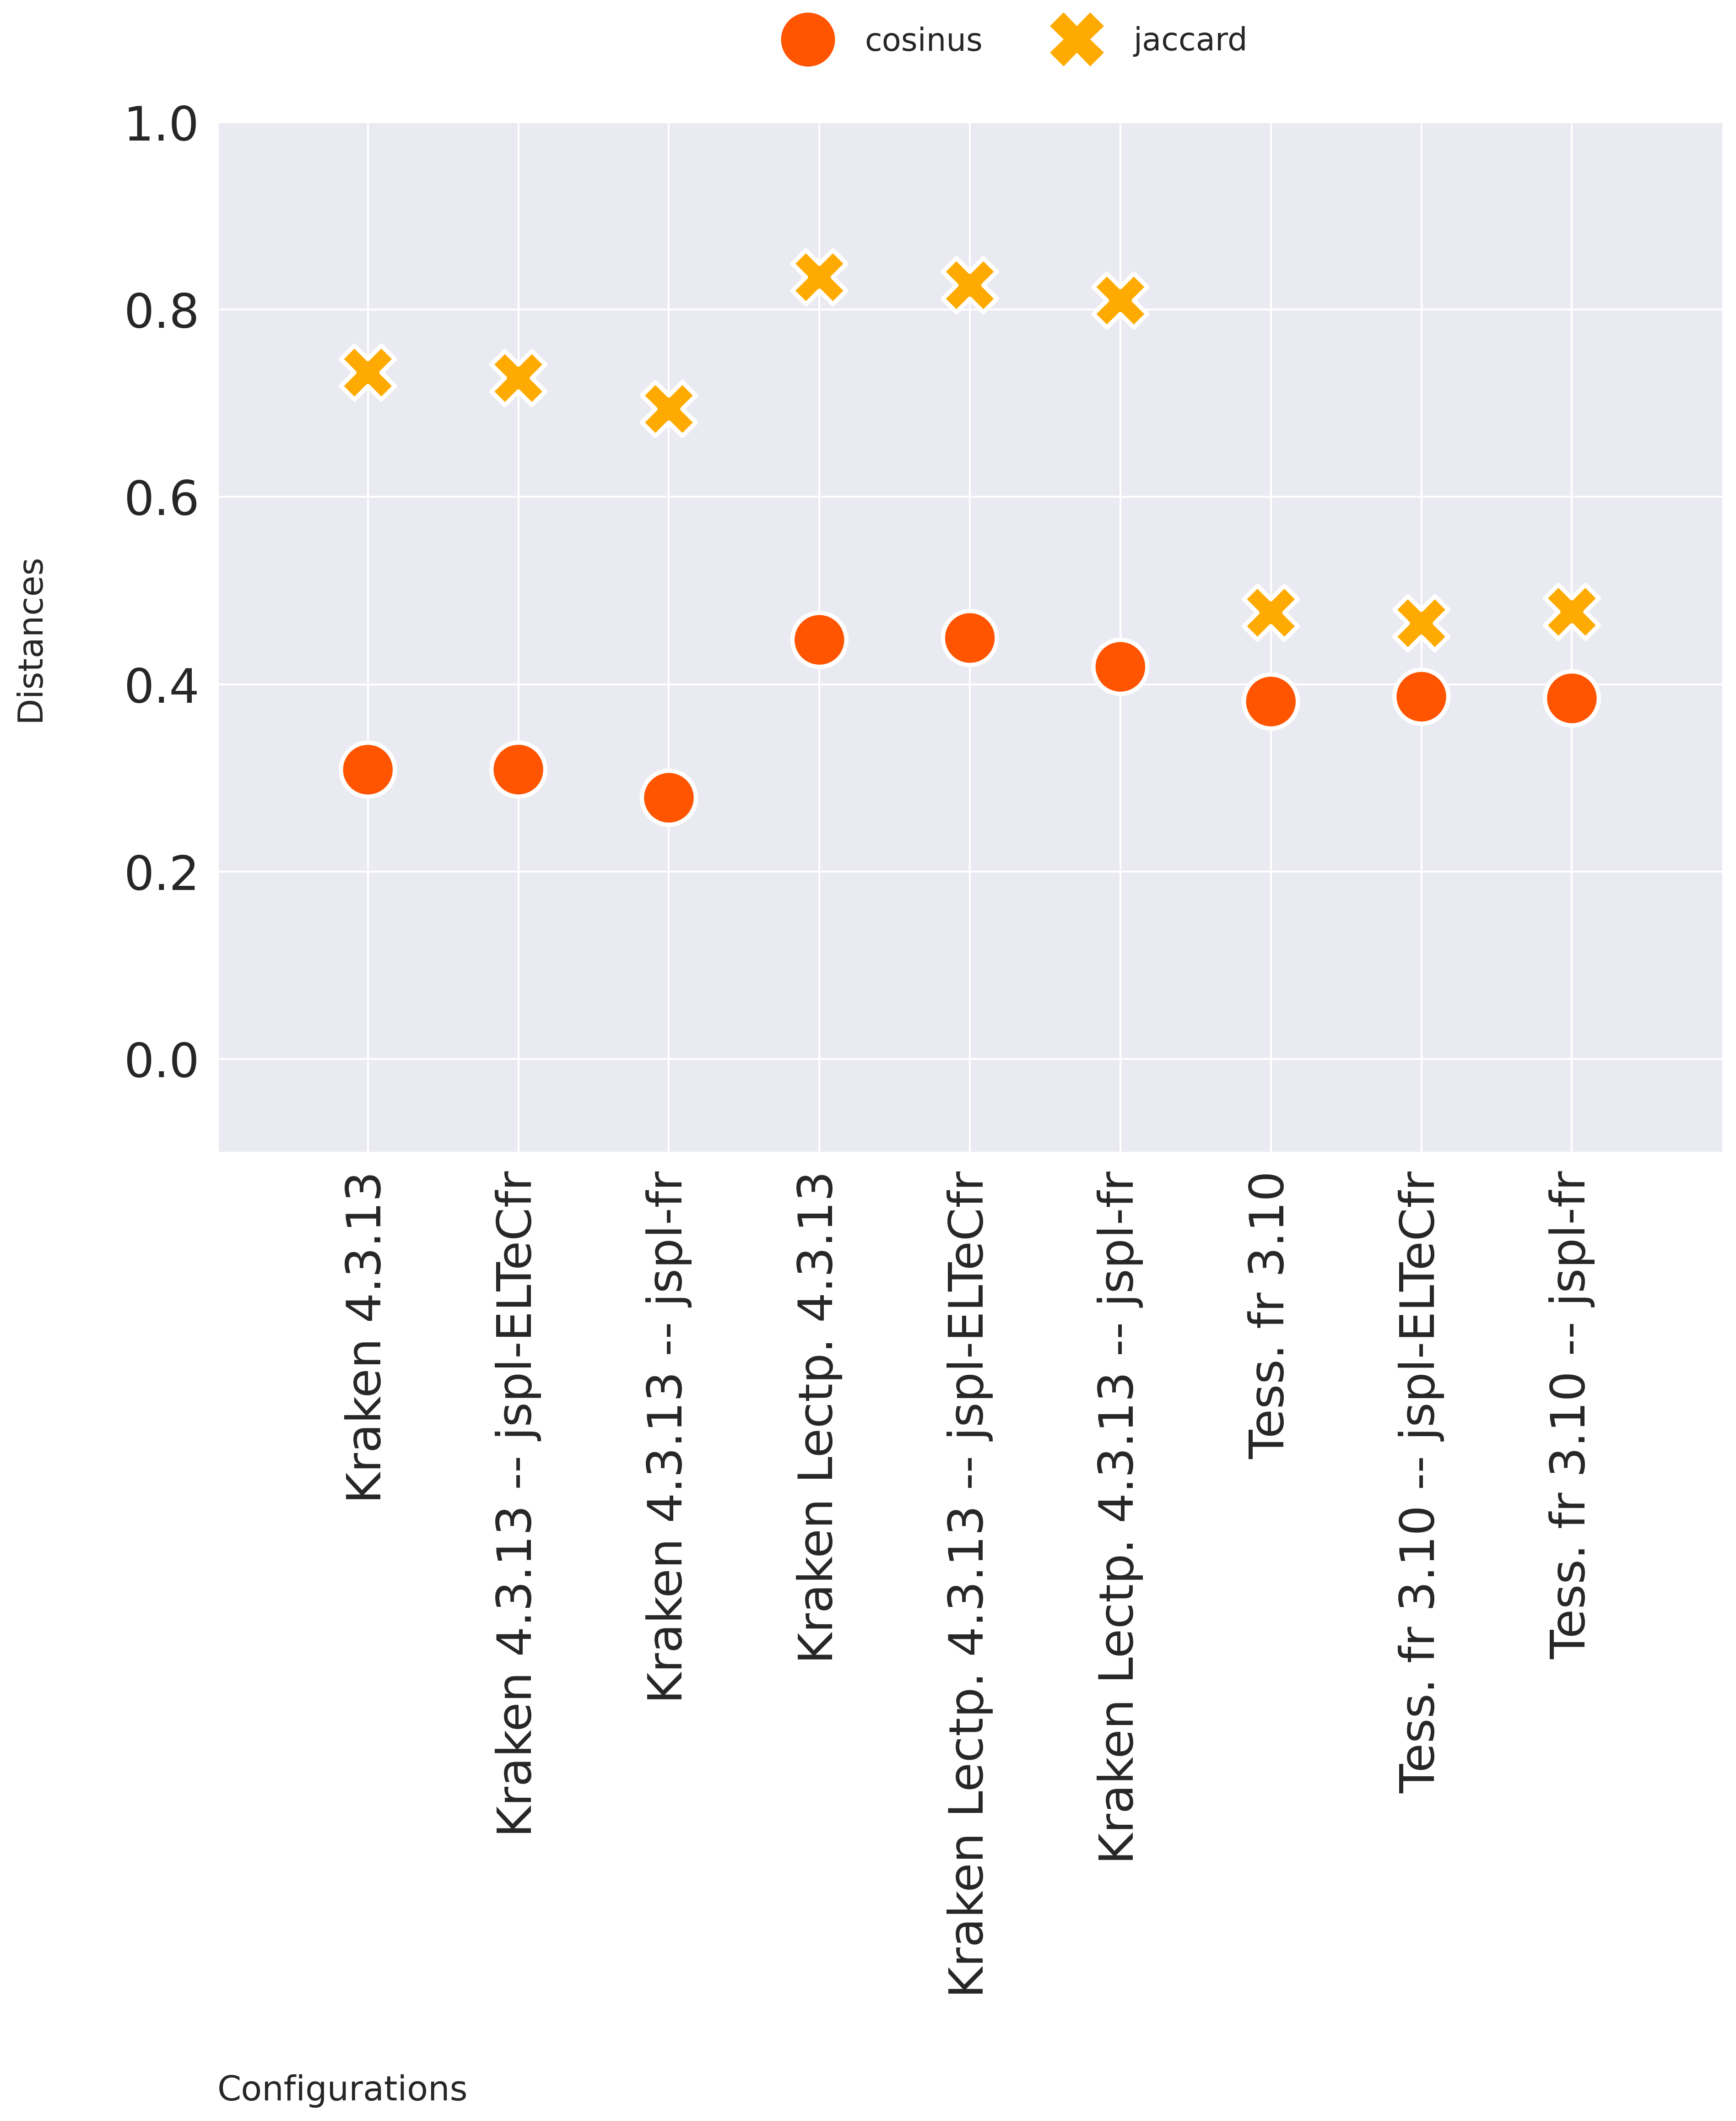 cosinus jaccard
1.0
0.8
0.6
0.4
0.2
0.0
Distances
Kraken 4.3.13
Kraken 4.3.13 -- jspl-ELTeCfr
Kraken 4.3.13 -- jspl-fr
Kraken Lectp. 4.3.13
Kraken Lectp. 4.3.13 -- jspl-ELTeCfr
Kraken Lectp. 4.3.13 -- jspl-fr
Tess. fr 3.10
Tess. fr 3.10 -- jspl-ELTeCfr
Tess. fr 3.10 -- jspl-fr
Configurations